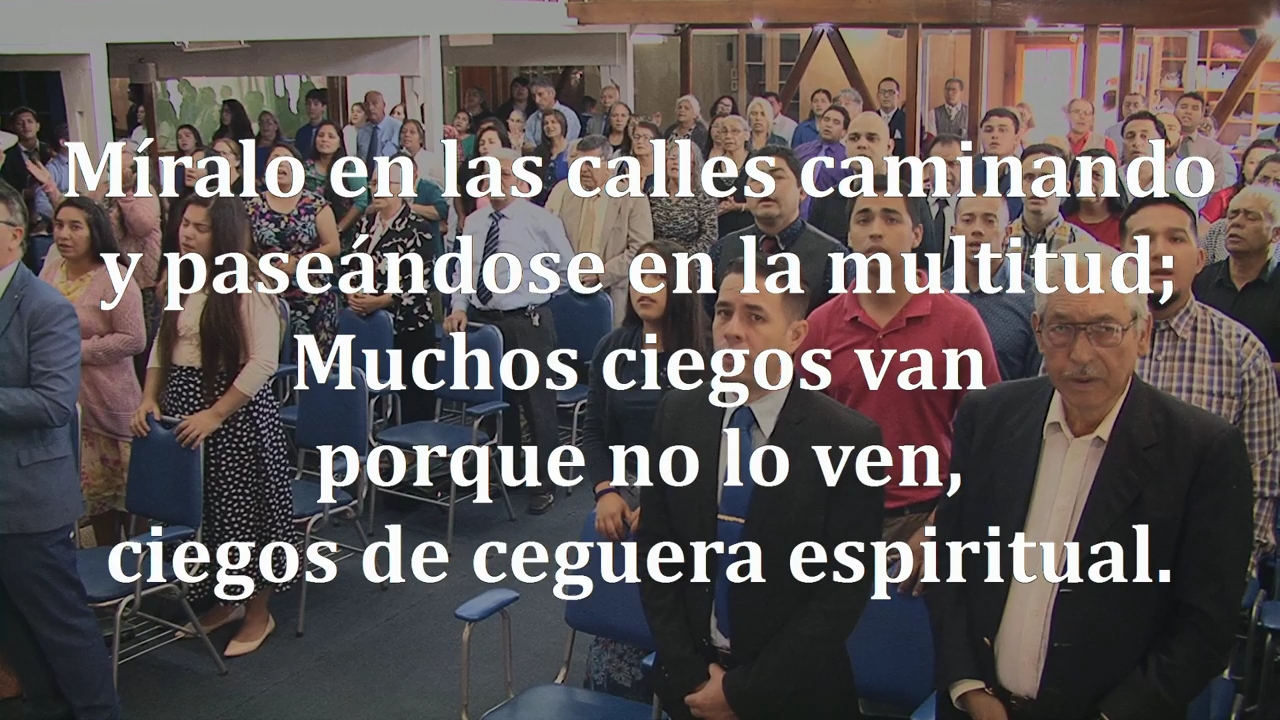 Míralo en las calles caminando
y paseándose en la multitud;
Muchos ciegos van
porque no lo ven,
ciegos de ceguera espiritual.